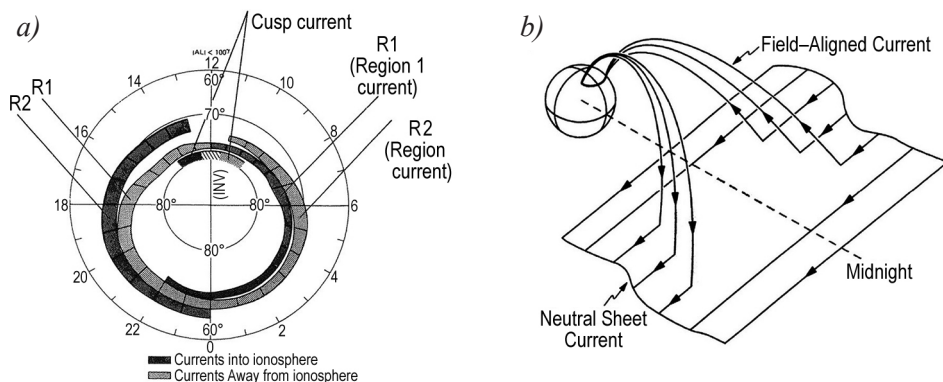 a)
Cusp current
|AL| < 100γ
12
60°
10
70°
R1
(Region 1
current)
R2
(Region
current)
R1
R2
16
14
8
18
80°
(INV)
80°
6
80°
20
4
22
60°
2
0
Currents into ionosphere
Currents Away from ionosphere
b)
Field–Aligned Current
Midnight
Neutral Sheet
Current